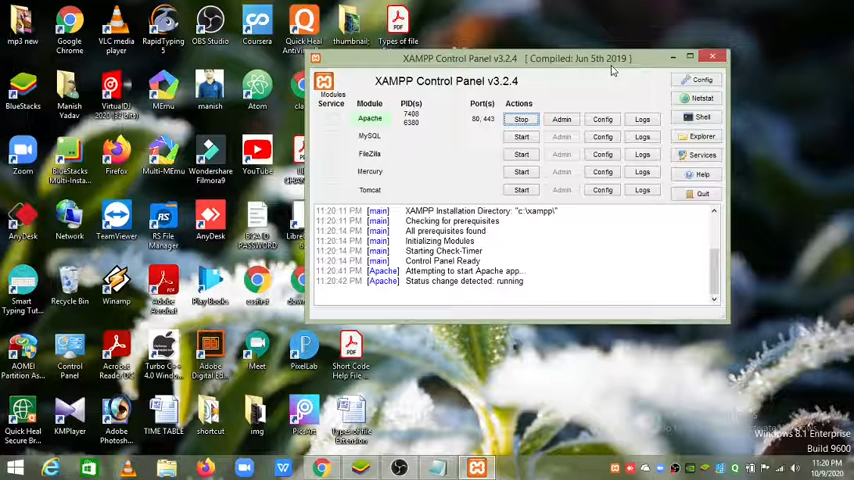 mp3 new
Google Chrome
VLC media player
RapidTyping 5
OBS Studio
Coursera
Quick Heal
thumbnail;
Types of file
BlueStacks
Manish Yadav
VirtualDJ
MEmu
manish
Zoom
BlueStacks Multi-Insta...
Firefox
Multi-MEmu
Wondershare Filmora9
YouTube
AnyDesk
Network
TeamViewer
RS File Manager
AnyDesk
Smart Typing Tut...
Recycle Bin
Winamp
Adobe Acrobat
Play Books
AOMEI Partition As...
Control Panel
Acrobat Reader DC
Turbo C++ 4.0 Windo...
Adobe Digital Ed...
Meet
PixelLab
Short Code Help File ...
Quick Heal Secure Br...
KMPlayer
Adobe Photosh...
TIME TABLE
shortcut
img
PicsArt
Types of file Extension
XAMPP Control Panel v3.2.4 [ Compiled: Jun 5th 2019 ]
XAMPP Control Panel v3.2.4
Modules
Service Module PID(s) Port(s) Actions
Apache 7408 6380 80, 443 Stop Admin Config Logs
MySQL Start Admin Config Logs
FileZilla Start Admin Config Logs
Mercury Start Admin Config Logs
Tomcat Start Admin Config Logs
Config
Netstat
Shell
Explorer
Services
Help
Quit
11:20:11 PM [main] XAMPP Installation Directory: "c:\xampp\"
11:20:11 PM [main] Checking for prerequisites
11:20:14 PM [main] All prerequisites found
11:20:14 PM [main] Initializing Modules
11:20:14 PM [main] Starting Check-Timer
11:20:14 PM [main] Control Panel Ready
11:20:41 PM [Apache] Attempting to start Apache app...
11:20:42 PM [Apache] Status change detected: running
Windows 8.1 Enterprise
Build 9600
11:20 PM
10/9/2020